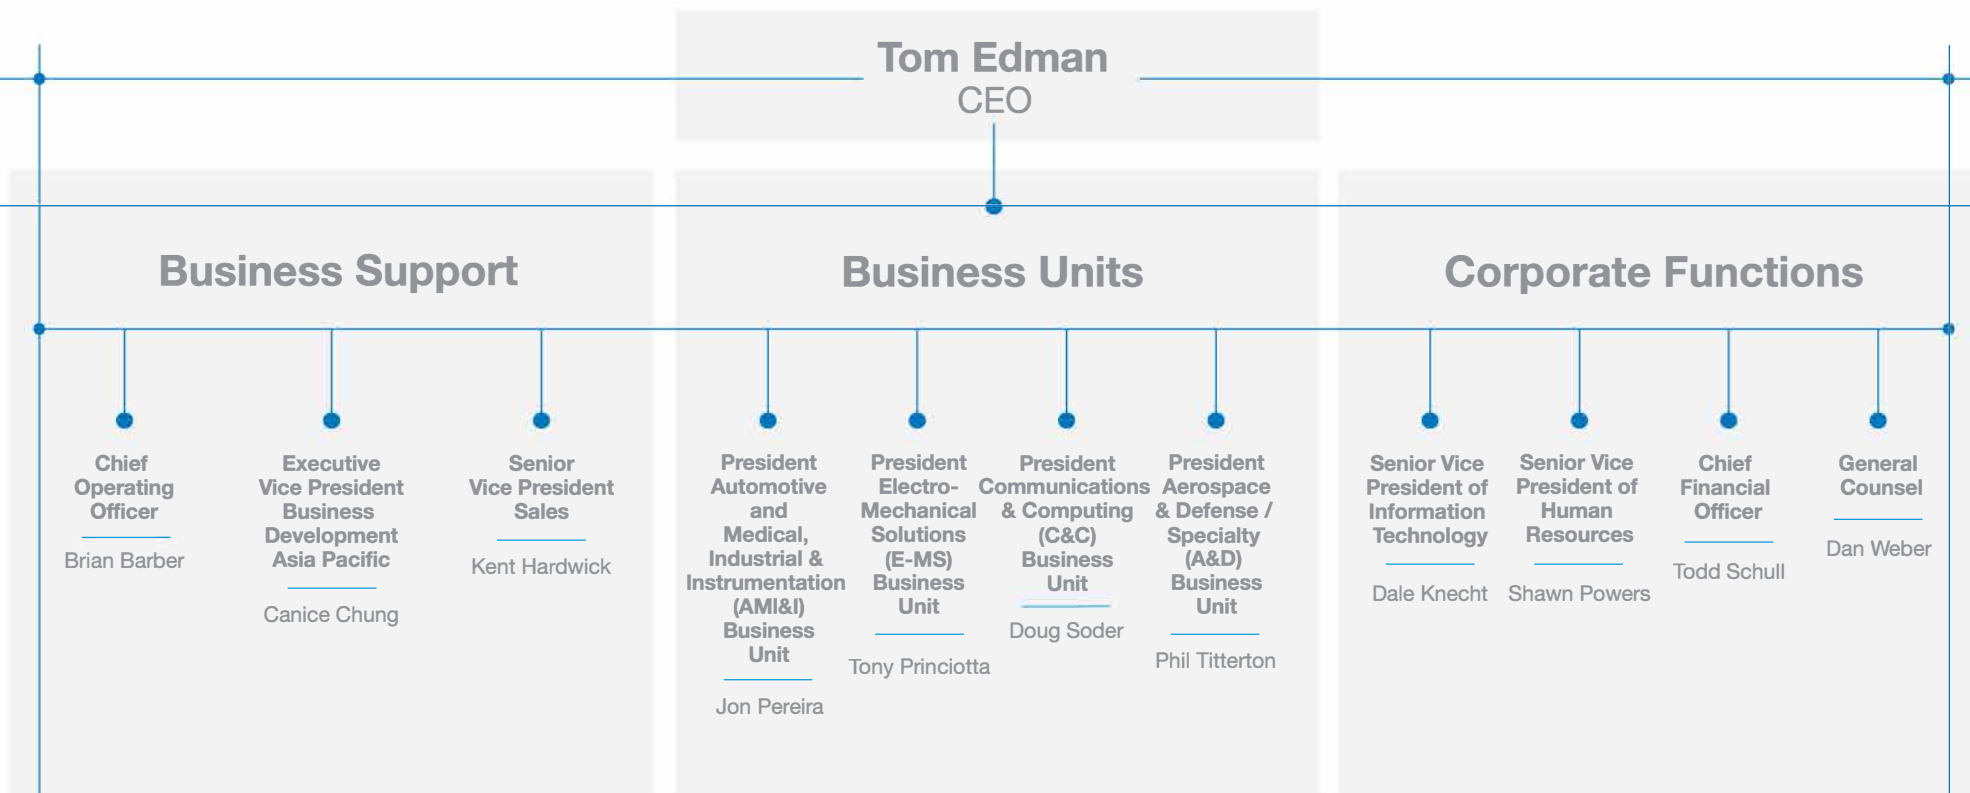 Tom Edman
CEO
Business Support
Chief
Operating
Officer
Brian Barber
Executive
Vice President
Business
Development
Asia Pacific
Canice Chung
Senior
Vice President
Sales
Kent Hardwick
Business Units
President
Automotive
and
Medical,
Industrial &
Instrumentation
(AMI&I)
Business
Unit
Jon Pereira
President
Electro-
Mechanical
Solutions
(E-MS)
Business
Unit
Tony Princiotta
President
Communications
& Computing
(C&C)
Business
Unit
Doug Soder
President
Aerospace
& Defense /
Specialty
(A&D)
Business
Unit
Phil Titterton
Corporate Functions
Senior Vice
President of
Information
Technology
Dale Knecht
Senior Vice
President of
Human
Resources
Shawn Powers
Chief
Financial
Officer
Todd Schull
General
Counsel
Dan Weber